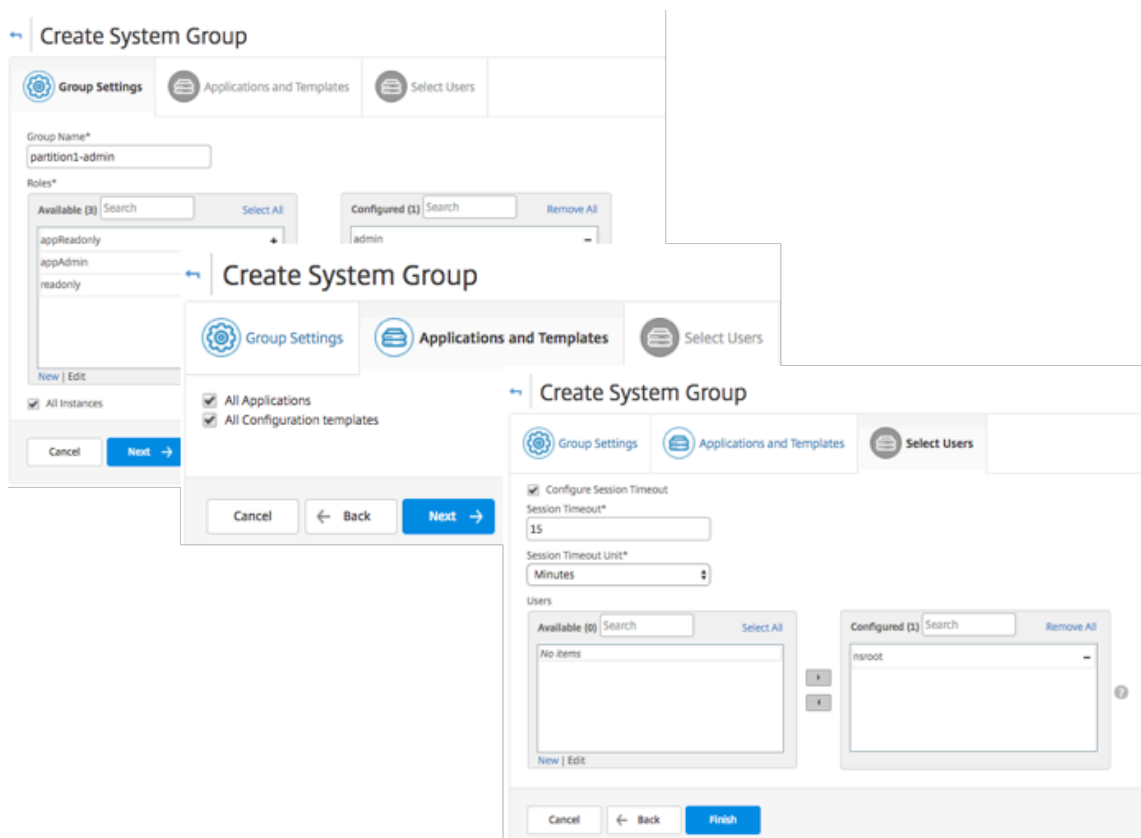 Create System Group
Group Settings
Applications and Templates
Select Users
Group Name*
partition1-admin
Roles*
Available (3) Search Select All
Configured (1) Search Remove All
appReadonly +
admin −
appAdmin
readonly
New | Edit
All Instances
Cancel
Next →
Create System Group
Group Settings
Applications and Templates
Select Users
All Applications
All Configuration templates
Cancel
← Back
Next →
Create System Group
Group Settings
Applications and Templates
Select Users
Configure Session Timeout
Session Timeout*
15
Session Timeout Unit*
Minutes
Users
Available (0) Search Select All
Configured (1) Search Remove All
No items
nsroot −
New | Edit
?
Cancel
← Back
Finish